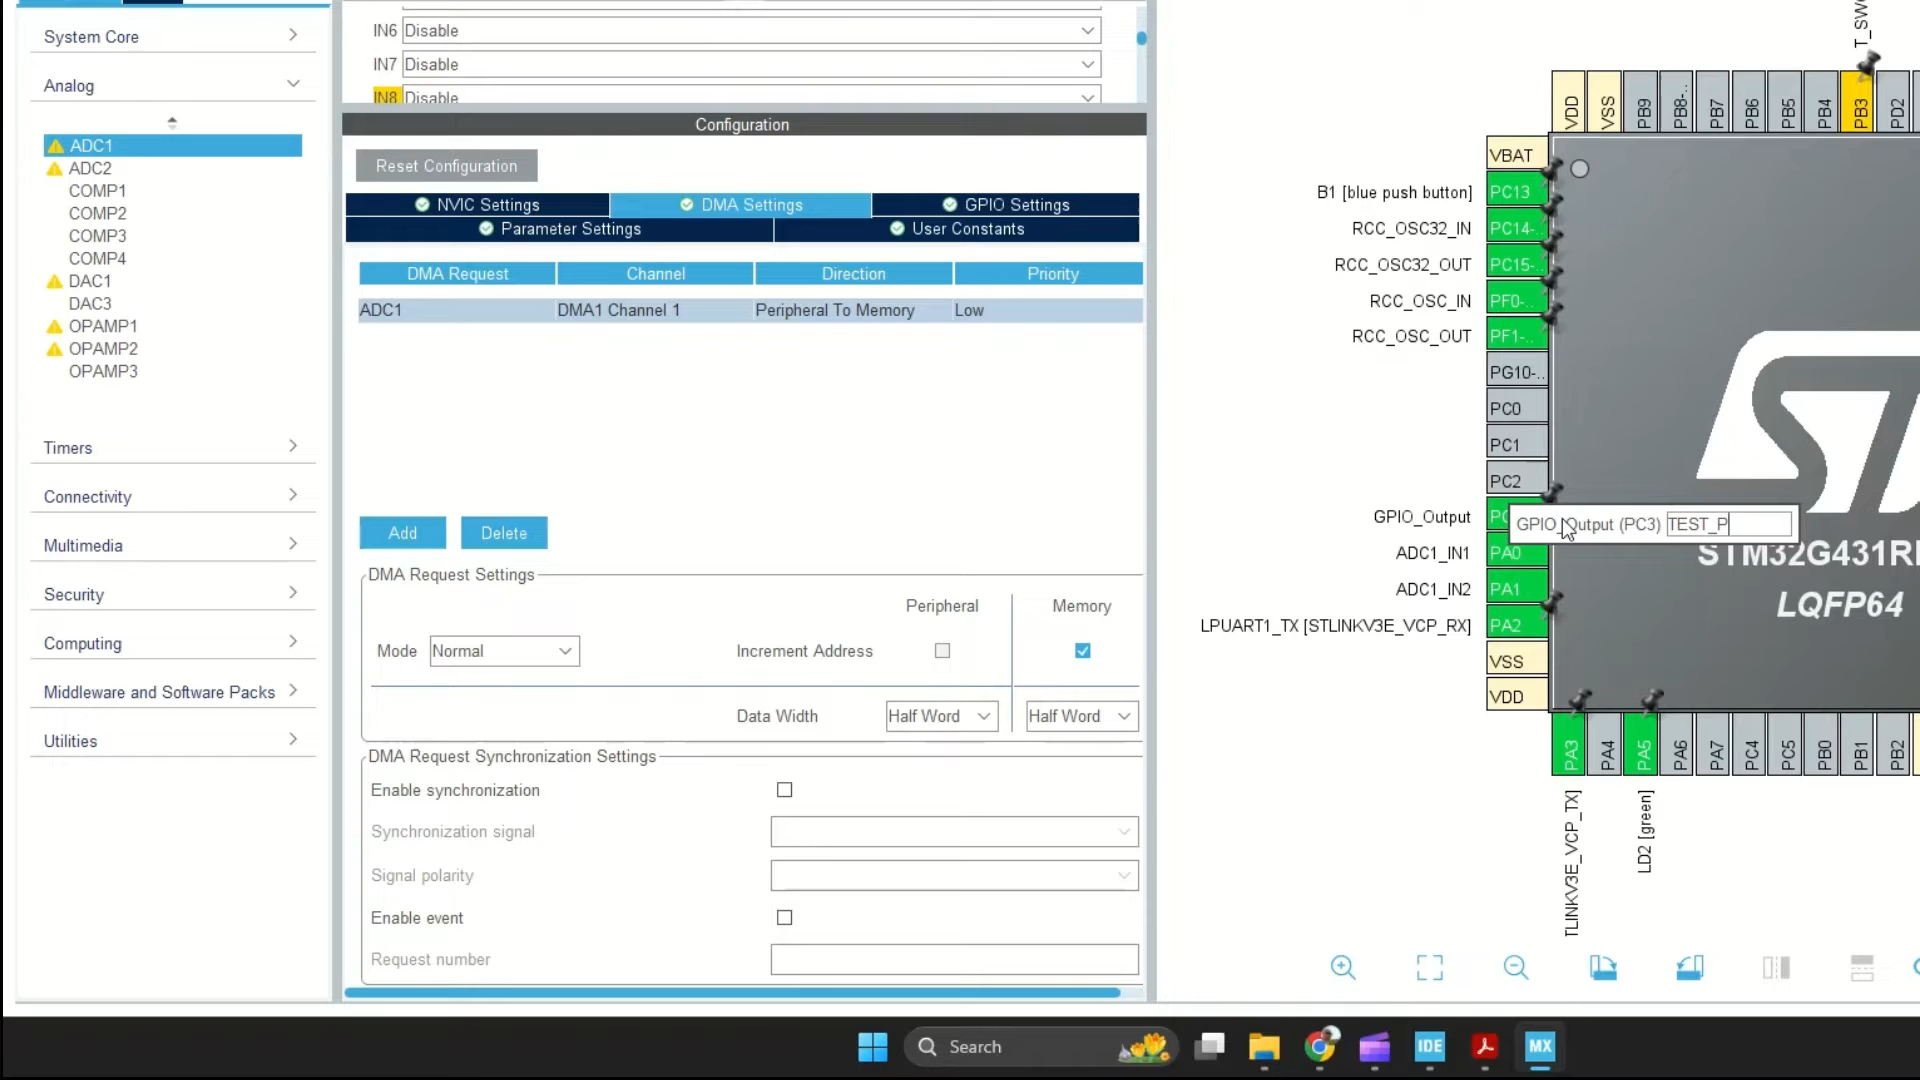 System Core
Analog
ADC1
ADC2
COMP1
COMP2
COMP3
COMP4
DAC1
DAC3
OPAMP1
OPAMP2
OPAMP3
Timers
Connectivity
Multimedia
Security
Computing
Middleware and Software Packs
Utilities
IN6 Disable
IN7 Disable
IN8 Disable
Configuration
Reset Configuration
NVIC Settings
DMA Settings
GPIO Settings
Parameter Settings
User Constants
DMA Request Channel Direction Priority
ADC1 DMA1 Channel 1 Peripheral To Memory Low
Add Delete
DMA Request Settings
Peripheral Memory
Mode Normal Increment Address
Data Width Half Word Half Word
DMA Request Synchronization Settings
Enable synchronization
Synchronization signal
Signal polarity
Enable event
Request number
T_SW
VDD
VSS
PB9
PB8-..
PB7
PB6
PB5
PB4
PB3
PD2
VBAT
B1 [blue push button] PC13
RCC_OSC32_IN PC14-..
RCC_OSC32_OUT PC15-..
RCC_OSC_IN PF0-..
RCC_OSC_OUT PF1-..
PG10-..
PC0
PC1
PC2
GPIO_Output
GPIO_Output (PC3) TEST_P
ADC1_IN1 PA0
ADC1_IN2 PA1
LPUART1_TX [STLINKV3E_VCP_RX] PA2
VSS
VDD
STM32G431R
LQFP64
PA3
PA4
PA5
PA6
PA7
PC4
PC5
PB0
PB1
PB2
TLINKV3E_VCP_TX]
LD2 [green]
Search
IDE
MX